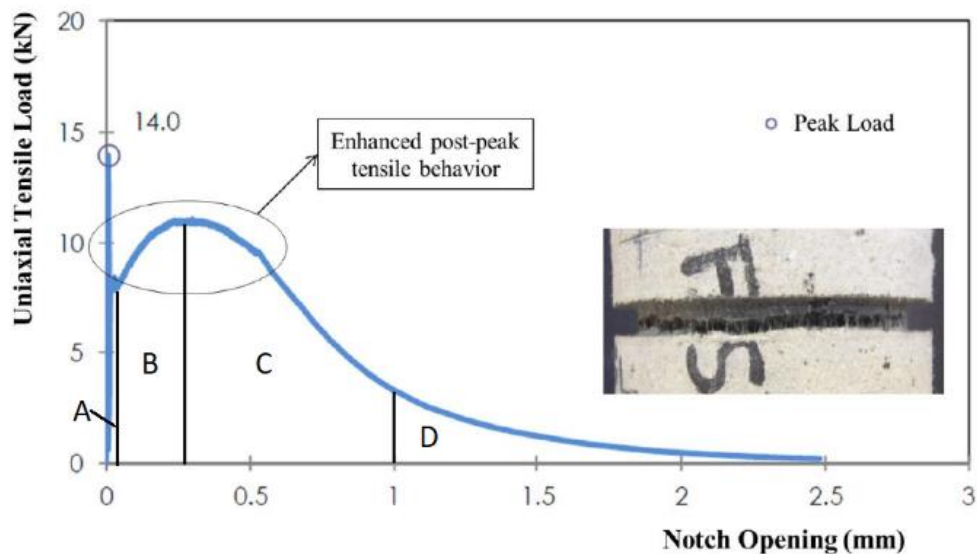 Uniaxial Tensile Load (kN)
20
15
10
5
0
14.0
Enhanced post-peak
tensile behavior
Peak Load
A
B
C
D
0
0.5
1
1.5
2
2.5
3
Notch Opening (mm)